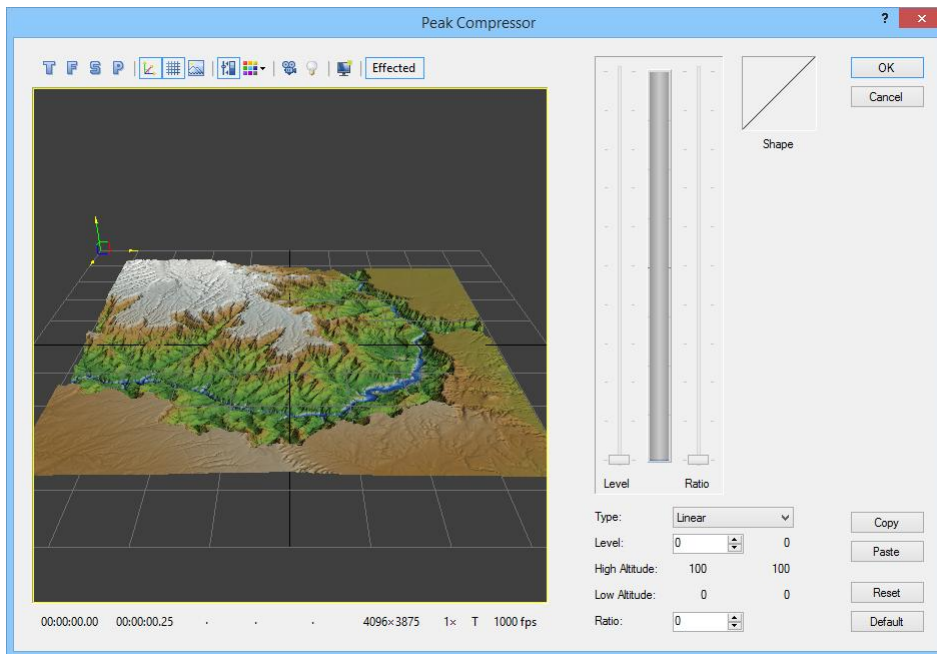 Peak Compressor
?
T F S P Effected
OK
Cancel
Shape
Level Ratio
Type: Linear
Copy
Level: 0 0
Paste
High Altitude: 100 100
Low Altitude: 0 0
Reset
Ratio: 0
Default
00:00:00.00 00:00:00.25 . . . 4096×3875 1× T 1000 fps